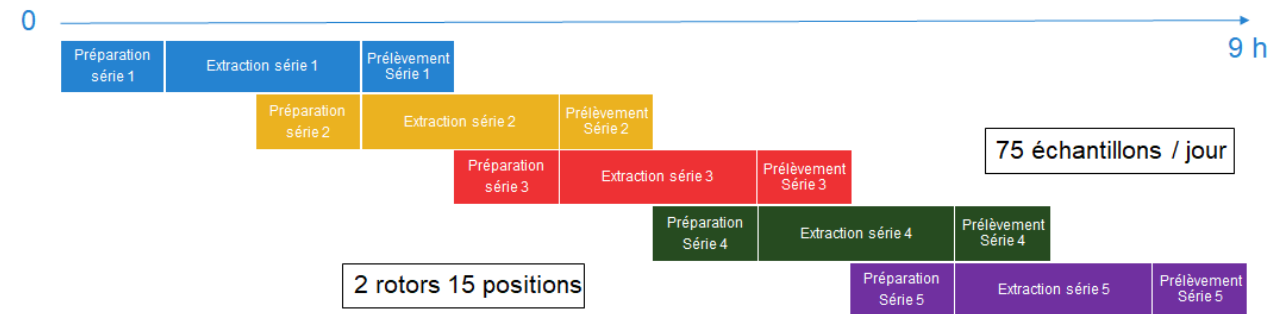 0
9 h
Préparation
série 1
Extraction série 1
Prélèvement
Série 1
Préparation
série 2
Extraction série 2
Prélèvement
Série 2
75 échantillons / jour
Préparation
série 3
Extraction série 3
Prélèvement
Série 3
Préparation
Série 4
Extraction série 4
Prélèvement
Série 4
2 rotors 15 positions
Préparation
Série 5
Extraction série 5
Prélèvement
Série 5